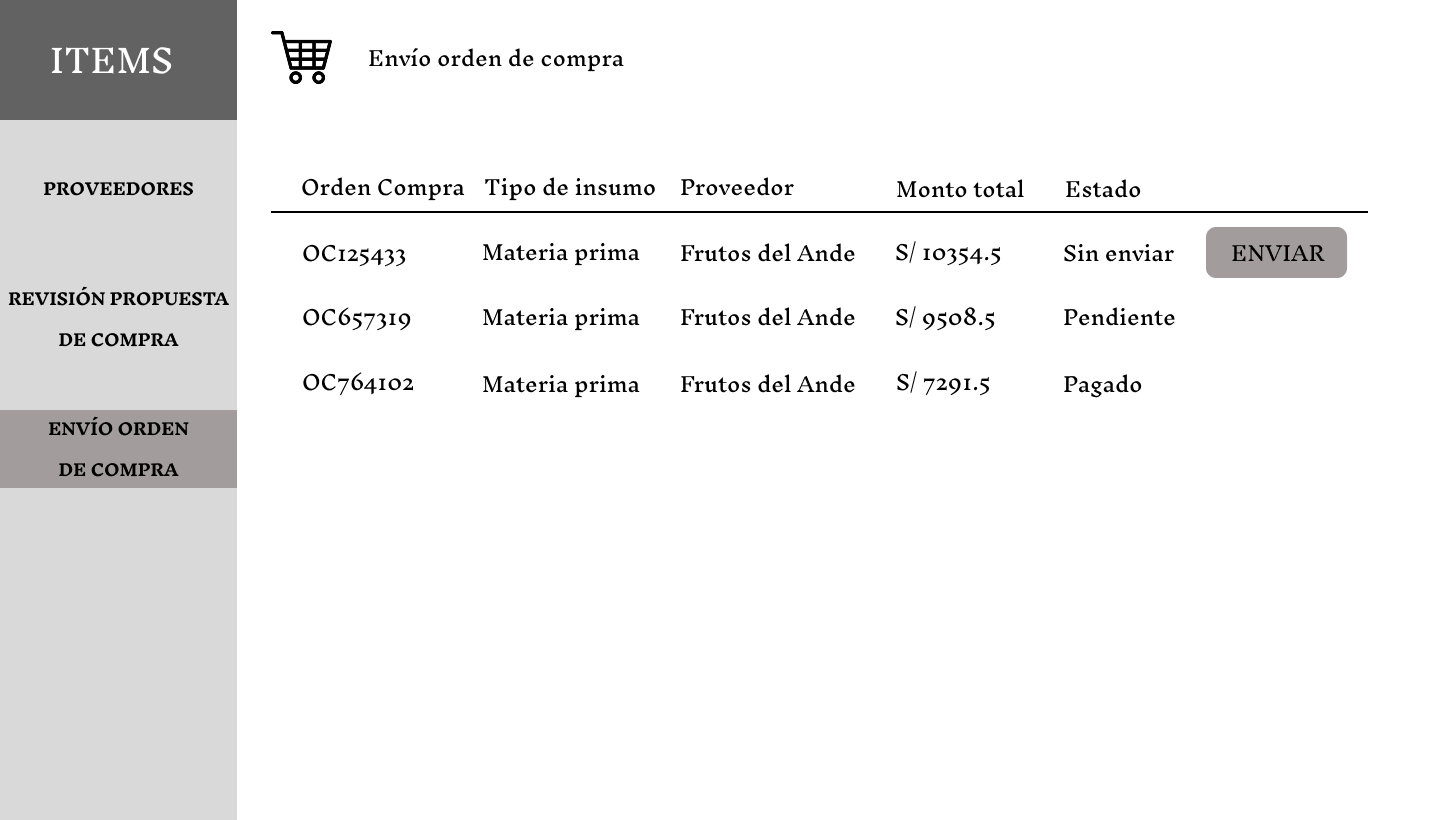 ITEMS
Envío orden de compra
PROVEEDORES
REVISIÓN PROPUESTA
DE COMPRA
ENVÍO ORDEN
DE COMPRA
Orden Compra Tipo de insumo Proveedor Monto total Estado
OC125433 Materia prima Frutos del Ande S/ 10354.5 Sin enviar ENVIAR
OC657319 Materia prima Frutos del Ande S/ 9508.5 Pendiente
OC764102 Materia prima Frutos del Ande S/ 7291.5 Pagado